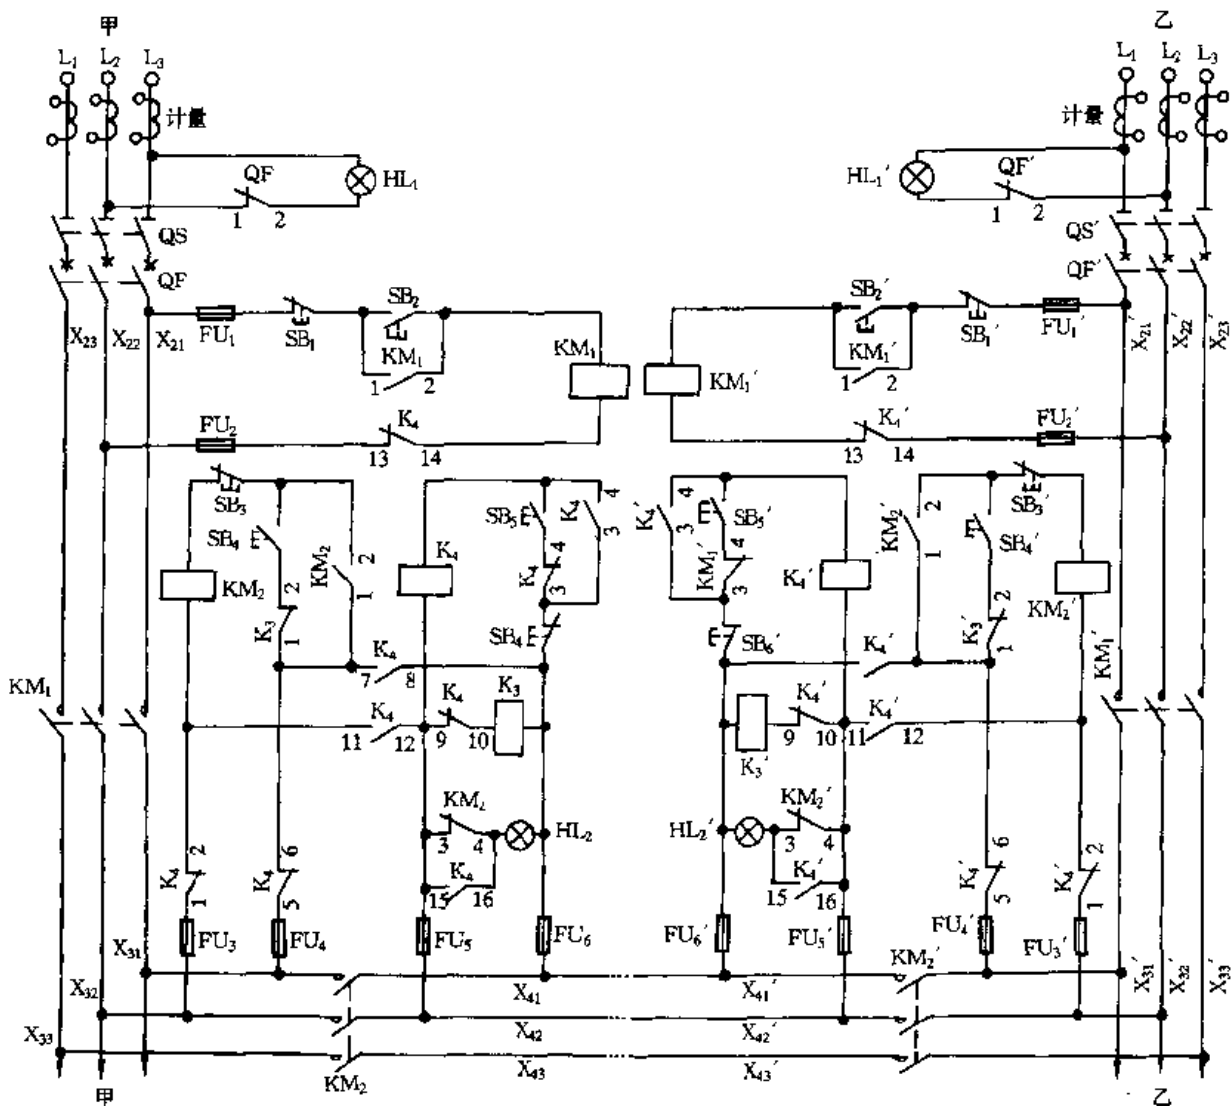 甲 乙
L₁ L₂ L₃ L₁ L₂ L₃
计量 计量
QF HL₁ HL₁′ QF′
1 2 1 2
QS QS′
QF QF′
SB₂ SB₂′
X₂₃ X₂₂ X₂₁ FU₁ SB₁ KM₁ KM₁ KM₁′ KM₁′ SB₁′ FU₁′ X₂₁′ X₂₂′ X₂₃′
1 2 1 2
FU₂ K₄ K₁′ FU₂′
13 14 13 14
SB₃ SB₅ K₄ 4 3 K₄′ 4 3 SB₅′ KM₂′ 2 1 SB₃′
SB₄ KM₂ 2 1 K₄ 4 3 KM₁′ 4 3 SB₄′
KM₂ K₄ K₄′ KM₂′
K₃ 2 1 SB₄ SB₆′ K₃′ 2 1
K₄ K₄′
7 8
KM₁ K₄ K₄ K₃ K₄′ K₄′ KM₁′
11 12 9 10 K₃′ 9 10 11 12
KM₂ HL₂ HL₂′ KM₂′
3 4 3 4
K₄ 2 1 K₄ 6 5 K₄ K₄′ K₄′ 6 5 K₄′ 2 1
15 16 15 16
FU₃ FU₄ FU₅ FU₆ FU₆′ FU₅′ FU₄′ FU₃′
X₃₁ KM₂′ X₃₁′
X₃₂ X₄₁ X₄₁′ X₃₂′
X₃₃ X₄₂ X₄₂′ X₃₃′
KM₂ X₄₃ X₄₃′
甲 乙